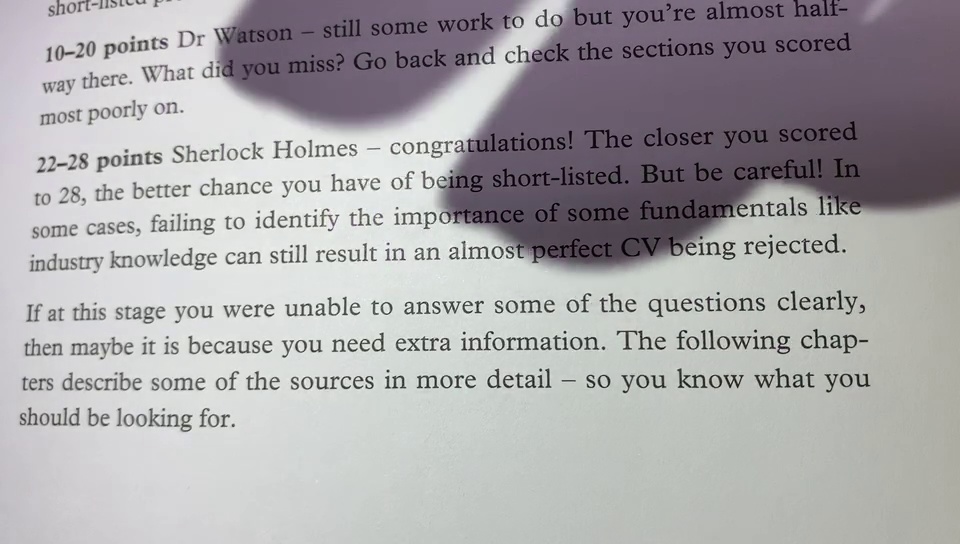 short-listed
10–20 points Dr Watson – still some work to do but you're almost half-
way there. What did you miss? Go back and check the sections you scored
most poorly on.
22–28 points Sherlock Holmes – congratulations! The closer you scored
to 28, the better chance you have of being short-listed. But be careful! In
some cases, failing to identify the importance of some fundamentals like
industry knowledge can still result in an almost perfect CV being rejected.
If at this stage you were unable to answer some of the questions clearly,
then maybe it is because you need extra information. The following chap-
ters describe some of the sources in more detail – so you know what you
should be looking for.